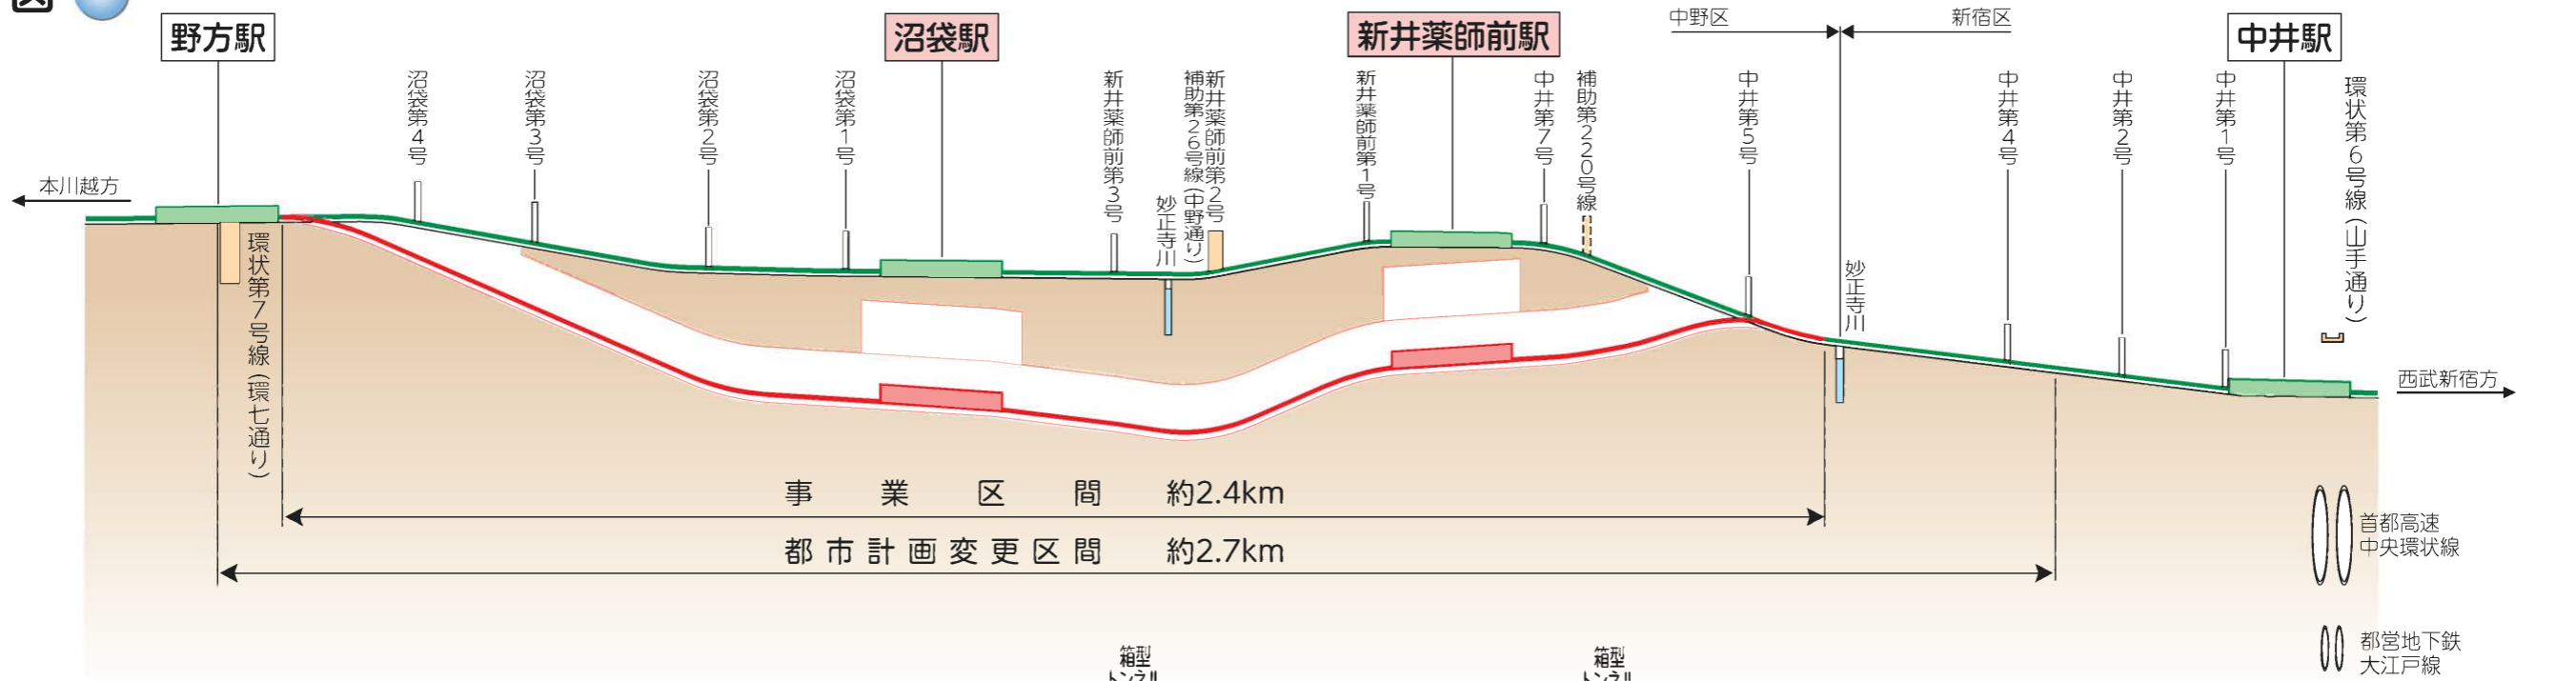 図
野方駅
沼袋駅
新井薬師前駅
中野区
新宿区
中井駅
沼袋第4号
沼袋第3号
沼袋第2号
沼袋第1号
新井薬師前第3号
妙正寺川
補助第26号線(中野通り)
新井薬師前第2号
新井薬師前第1号
中井第7号
補助第220号線
中井第5号
妙正寺川
中井第4号
中井第2号
中井第1号
環状第6号線(山手通り)
本川越方
環状第7号線(環七通り)
西武新宿方
事業区間 約2.4km
都市計画変更区間 約2.7km
首都高速
中央環状線
都営地下鉄
大江戸線
箱型
トンネル
箱型
トンネル